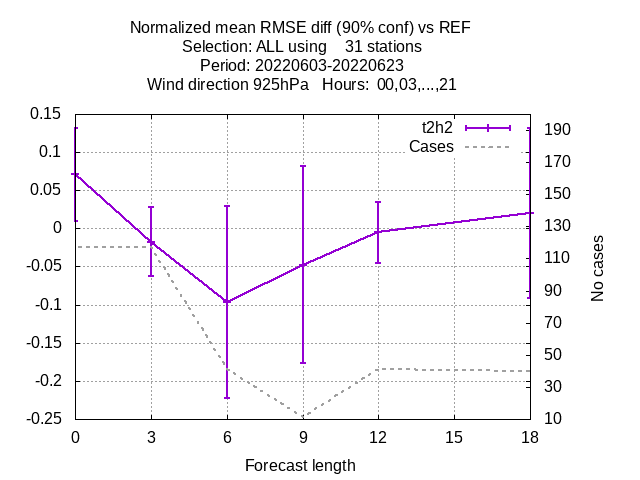 Normalized mean RMSE diff (90% conf) vs REF
Selection: ALL using    31 stations
Period: 20220603-20220623
Wind direction 925hPa   Hours:  00,03,...,21
t2h2
Cases
0.15
0.1
0.05
0
-0.05
-0.1
-0.15
-0.2
-0.25
190
170
150
130
110
90
70
50
30
10
No cases
0 3 6 9 12 15 18
Forecast length